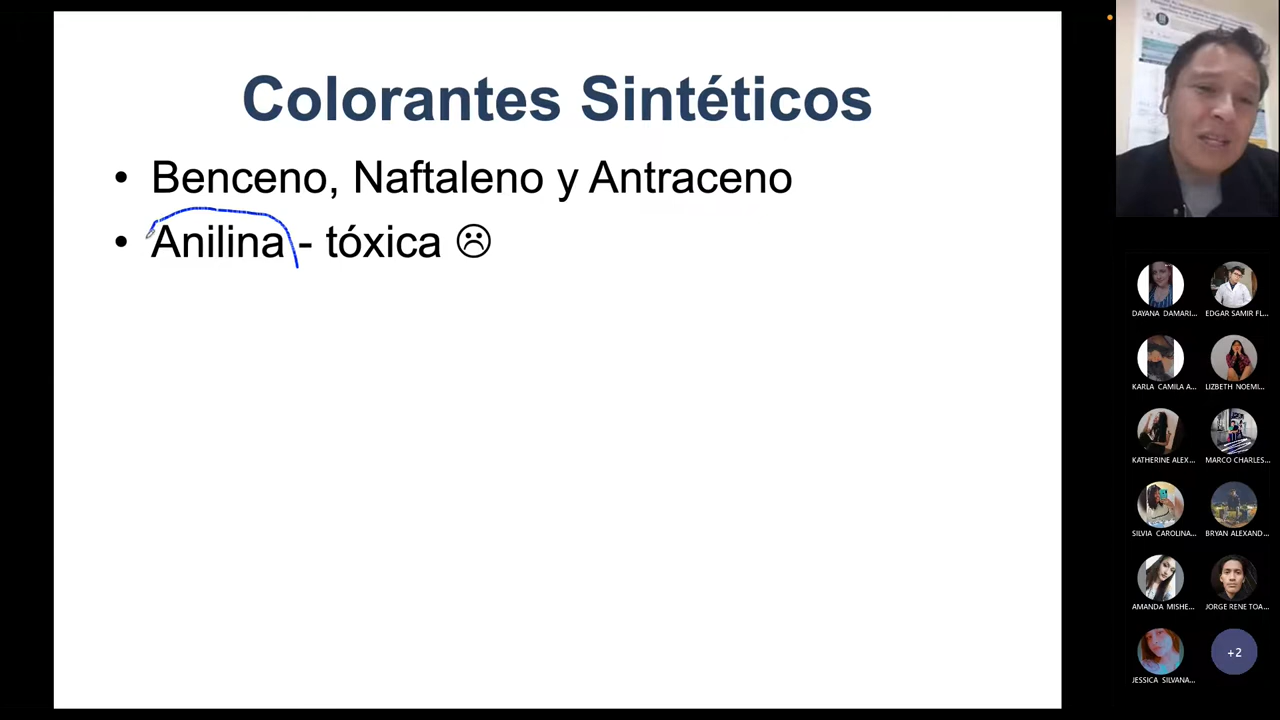 Colorantes Sintéticos
• Benceno, Naftaleno y Antraceno
• Anilina - tóxica ☹
DAYANA DAMARI...
EDGAR SAMIR FL...
KARLA CAMILA A...
LIZBETH NOEMI...
KATHERINE ALEX...
MARCO CHARLES...
SILVIA CAROLINA...
BRYAN ALEXAND...
AMANDA MISHE...
JORGE RENE TOA...
JESSICA SILVANA...
+2